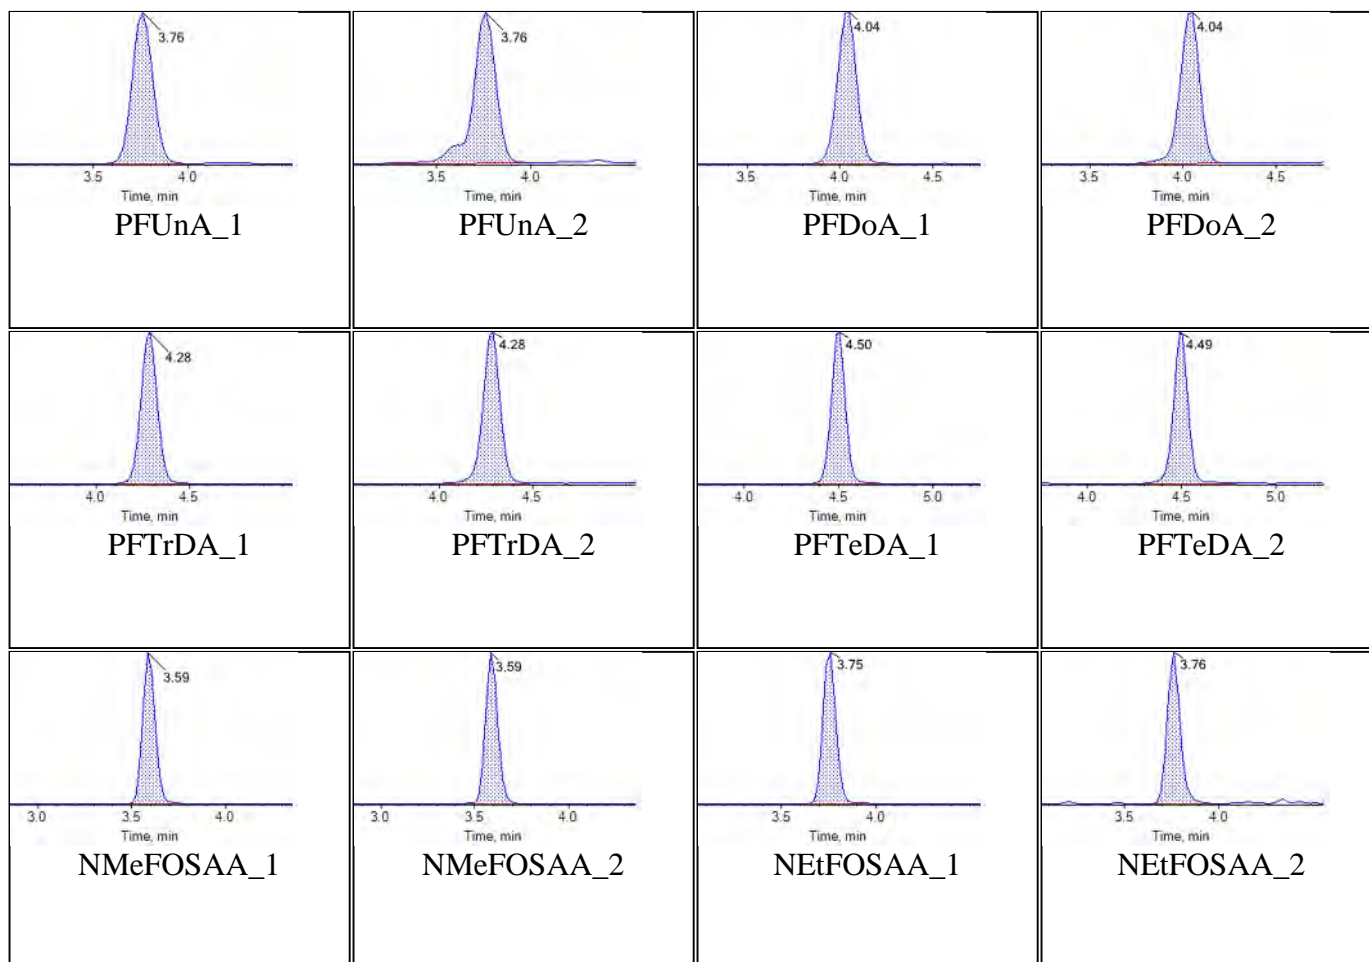 3.76
3.5 4.0
Time, min
PFUnA_1
3.76
3.5 4.0
Time, min
PFUnA_2
4.04
3.5 4.0 4.5
Time, min
PFDoA_1
4.04
3.5 4.0 4.5
Time, min
PFDoA_2
4.28
4.0 4.5
Time, min
PFTrDA_1
4.28
4.0 4.5
Time, min
PFTrDA_2
4.50
4.0 4.5 5.0
Time, min
PFTeDA_1
4.49
4.0 4.5 5.0
Time, min
PFTeDA_2
3.59
3.0 3.5 4.0
Time, min
NMeFOSAA_1
3.59
3.0 3.5 4.0
Time, min
NMeFOSAA_2
3.75
3.5 4.0
Time, min
NEtFOSAA_1
3.76
3.5 4.0
Time, min
NEtFOSAA_2